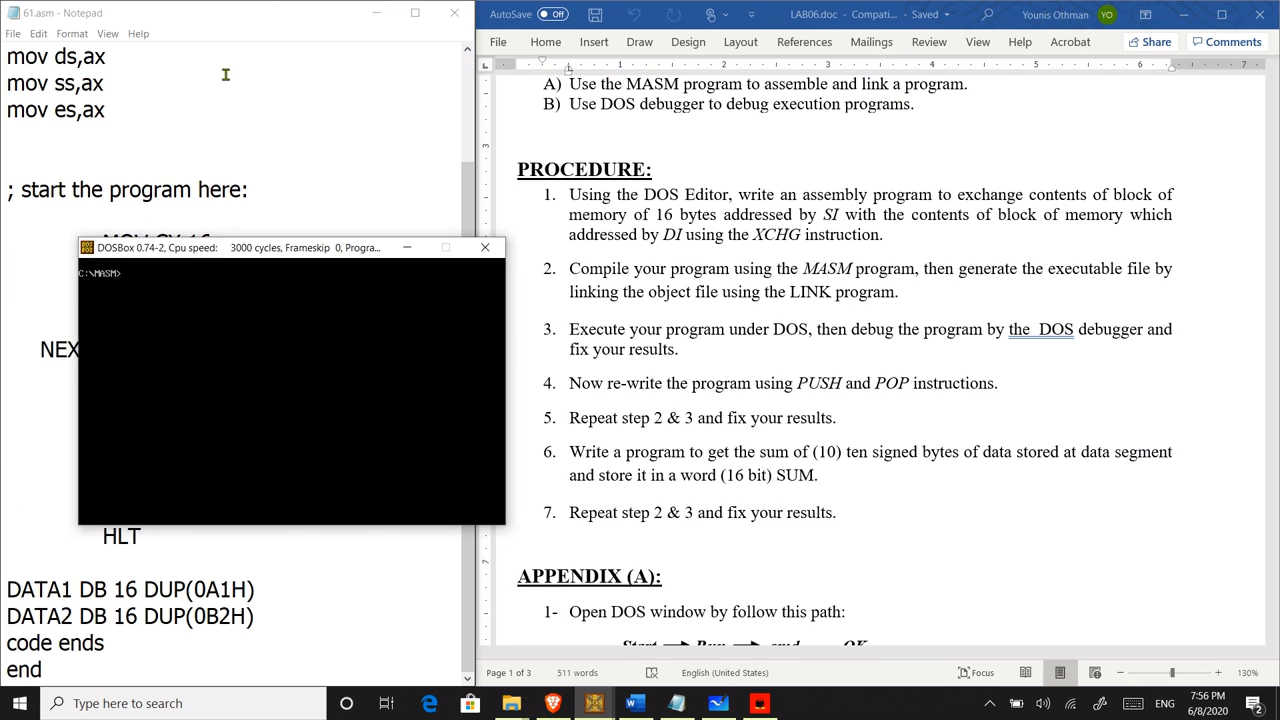 61.asm - Notepad
File Edit Format View Help
mov ds,ax
mov ss,ax
mov es,ax
; start the program here:
NEX
HLT
DATA1 DB 16 DUP(0A1H)
DATA2 DB 16 DUP(0B2H)
code ends
end
DOSBox 0.74-2, Cpu speed: 3000 cycles, Frameskip 0, Progra...
C:\MASM>
AutoSave Off LAB06.doc - Compati... - Saved Younis Othman YO
File Home Insert Draw Design Layout References Mailings Review View Help Acrobat Share Comments
1 2 3 4 5 6 7
3
7
A) Use the MASM program to assemble and link a program.
B) Use DOS debugger to debug execution programs.
PROCEDURE:
1. Using the DOS Editor, write an assembly program to exchange contents of block of
memory of 16 bytes addressed by SI with the contents of block of memory which
addressed by DI using the XCHG instruction.
2. Compile your program using the MASM program, then generate the executable file by
linking the object file using the LINK program.
3. Execute your program under DOS, then debug the program by the DOS debugger and
fix your results.
4. Now re-write the program using PUSH and POP instructions.
5. Repeat step 2 & 3 and fix your results.
6. Write a program to get the sum of (10) ten signed bytes of data stored at data segment
and store it in a word (16 bit) SUM.
7. Repeat step 2 & 3 and fix your results.
APPENDIX (A):
1- Open DOS window by follow this path:
Page 1 of 3 511 words English (United States) Focus 130%
Type here to search
7:56 PM
6/8/2020
2